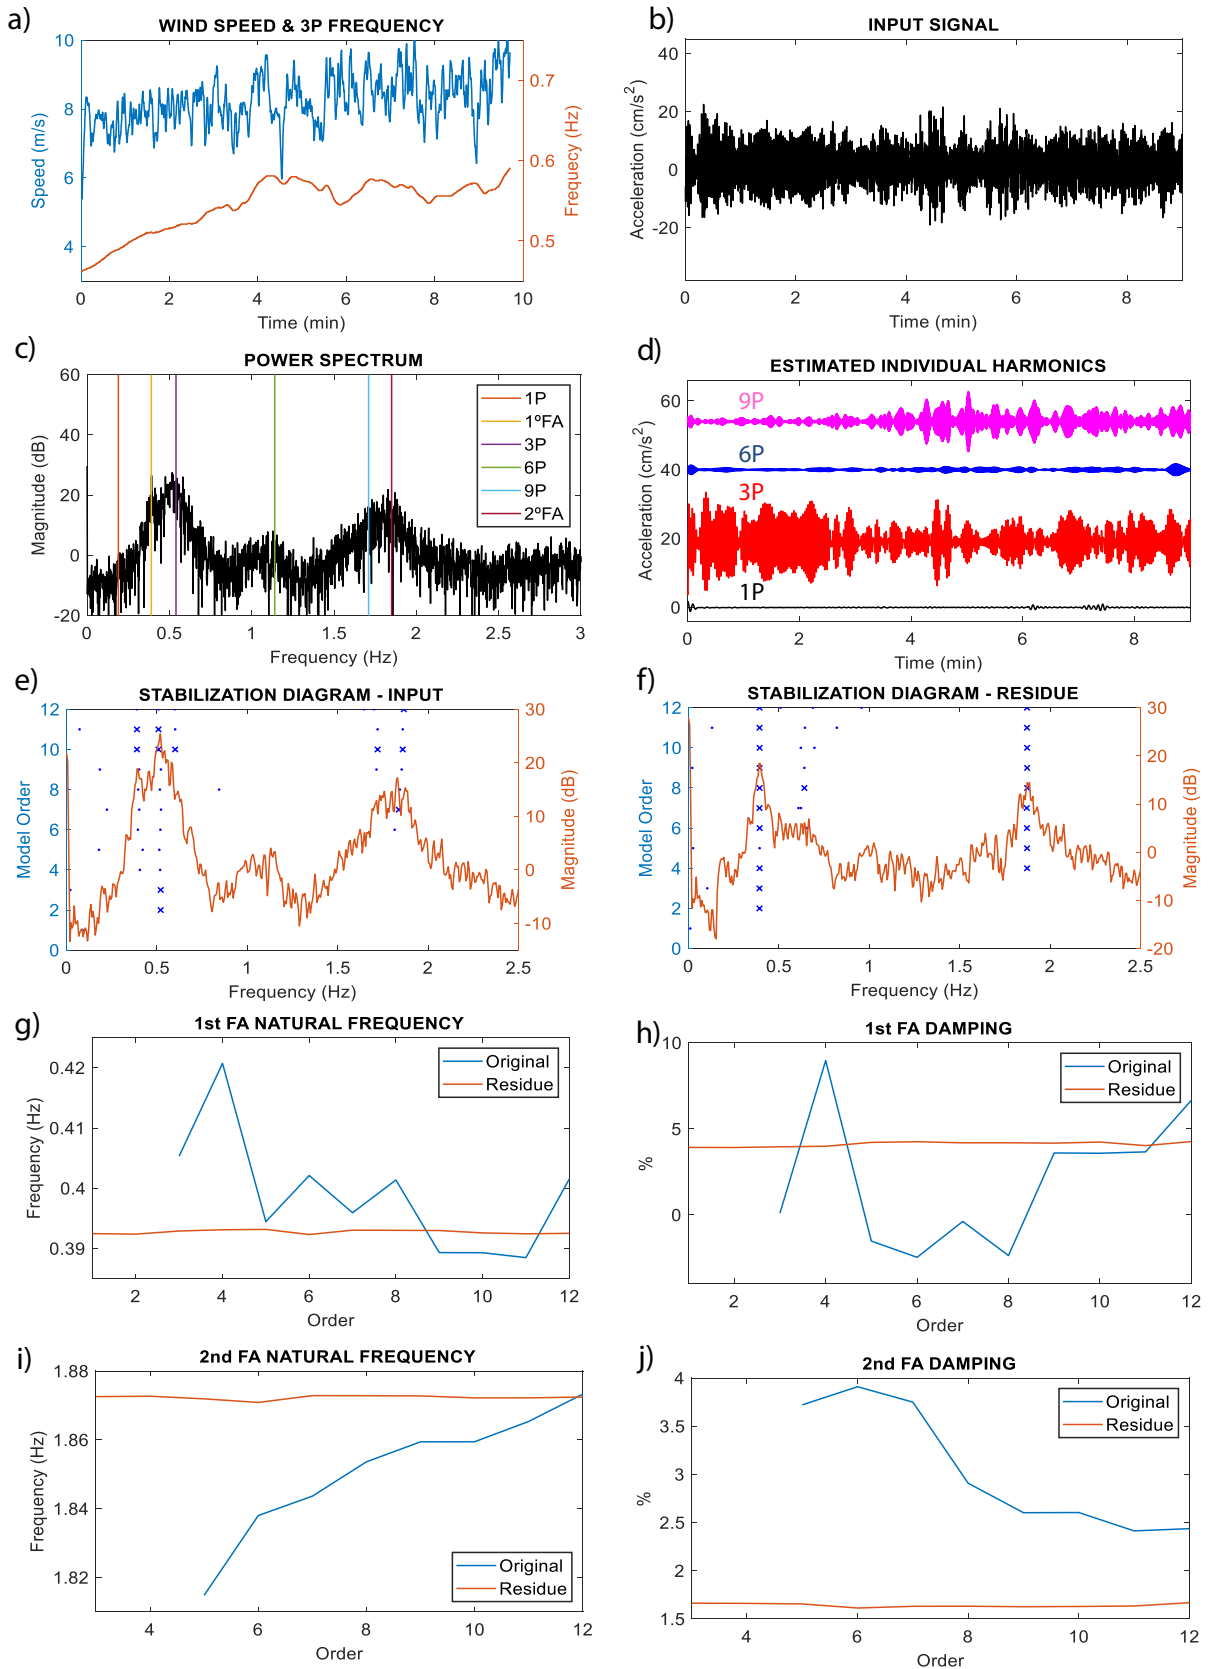 a)
WIND SPEED & 3P FREQUENCY
10
8
6
4
Speed (m/s)
0.7
0.6
0.5
Frequecy (Hz)
0 2 4 6 8 10
Time (min)
b)
INPUT SIGNAL
40
20
0
-20
Acceleration (cm/s²)
0 2 4 6 8
Time (min)
c)
POWER SPECTRUM
60
40
20
0
-20
Magnitude (dB)
1P
1ºFA
3P
6P
9P
2ºFA
0 0.5 1 1.5 2 2.5 3
Frequency (Hz)
d)
ESTIMATED INDIVIDUAL HARMONICS
60
40
20
0
Acceleration (cm/s²)
9P
6P
3P
1P
0 2 4 6 8
Time (min)
e)
STABILIZATION DIAGRAM - INPUT
12
10
8
6
4
2
0
Model Order
30
20
10
0
-10
Magnitude (dB)
0 0.5 1 1.5 2 2.5
Frequency (Hz)
f)
STABILIZATION DIAGRAM - RESIDUE
12
10
8
6
4
2
0
Model Order
30
20
10
0
-10
-20
Magnitude (dB)
0 0.5 1 1.5 2 2.5
Frequency (Hz)
g)
1st FA NATURAL FREQUENCY
0.42
0.41
0.4
0.39
Frequency (Hz)
Original
Residue
2 4 6 8 10 12
Order
h)
1st FA DAMPING
10
5
0
%
Original
Residue
2 4 6 8 10 12
Order
i)
2nd FA NATURAL FREQUENCY
1.88
1.86
1.84
1.82
Frequency (Hz)
Original
Residue
4 6 8 10 12
Order
j)
2nd FA DAMPING
4
3.5
3
2.5
2
1.5
%
Original
Residue
4 6 8 10 12
Order